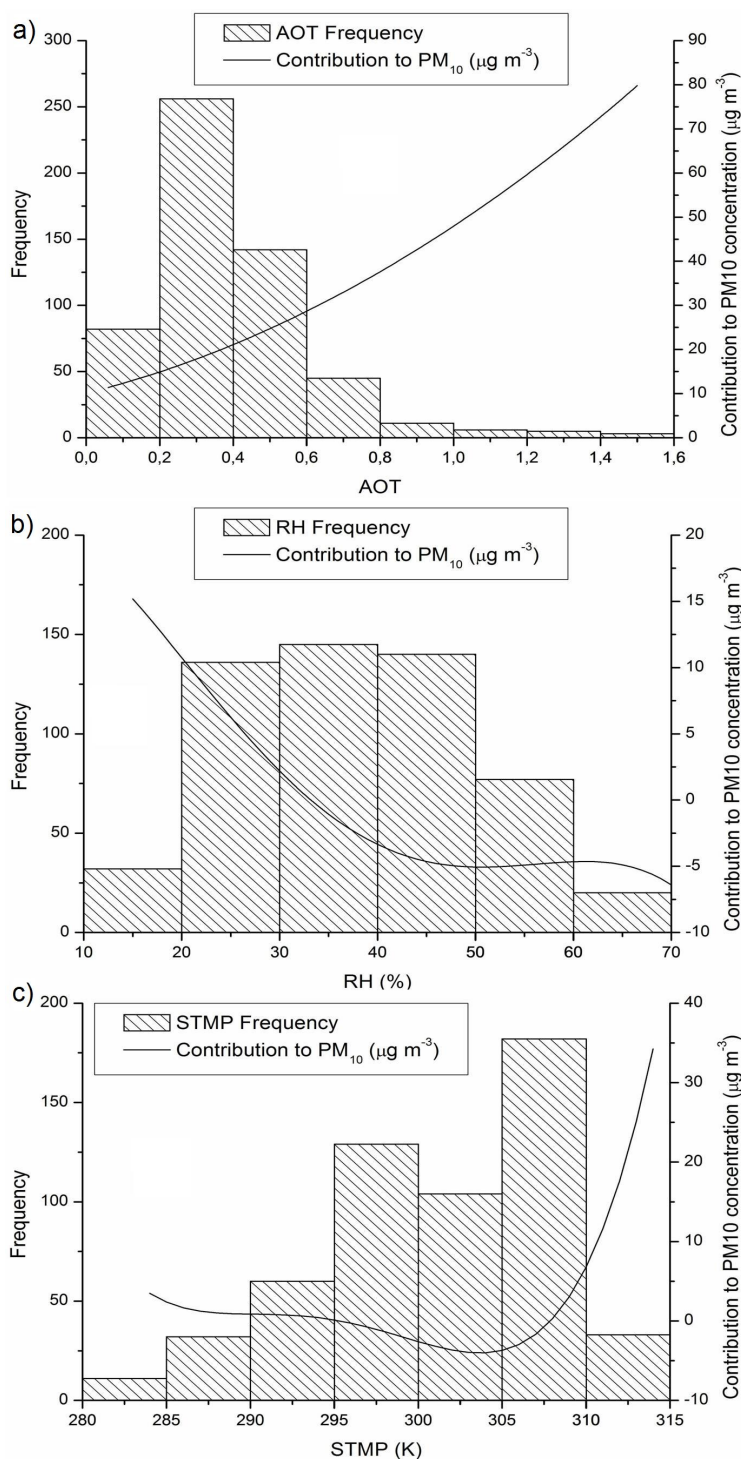 a)
AOT Frequency
Contribution to PM10 (μg m-3)
300
250
200
150
100
50
0
Frequency
90
80
70
60
50
40
30
20
10
0
Contribution to PM10 concentration (μg m-3)
0,0 0,2 0,4 0,6 0,8 1,0 1,2 1,4 1,6
AOT
b)
RH Frequency
Contribution to PM10 (μg m-3)
200
150
100
50
0
Frequency
20
15
10
5
0
-5
-10
Contribution to PM10 concentration (μg m-3)
10 20 30 40 50 60 70
RH (%)
c)
STMP Frequency
Contribution to PM10 (μg m-3)
200
150
100
50
0
Frequency
40
30
20
10
0
-10
Contribution to PM10 concentration (μg m-3)
280 285 290 295 300 305 310 315
STMP (K)